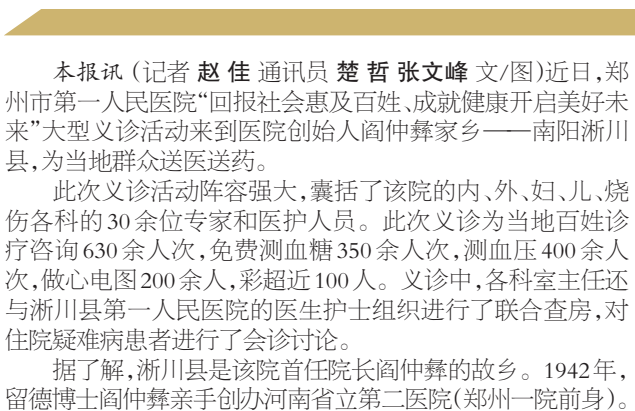 本报讯（记者 赵 佳 通讯员 楚 哲 张文峰 文/图）近日，郑
州市第一人民医院“回报社会惠及百姓、成就健康开启美好未
来”大型义诊活动来到医院创始人阎仲彝家乡——南阳淅川
县，为当地群众送医送药。
此次义诊活动阵容强大，囊括了该院的内、外、妇、儿、烧
伤各科的30余位专家和医护人员。此次义诊为当地百姓诊
疗咨询630余人次，免费测血糖350余人次，测血压400余人
次，做心电图200余人，彩超近100人。义诊中，各科室主任还
与淅川县第一人民医院的医生护士组织进行了联合查房，对
住院疑难病患者进行了会诊讨论。
据了解，淅川县是该院首任院长阎仲彝的故乡。1942年，
留德博士阎仲彝亲手创办河南省立第二医院（郑州一院前身）。